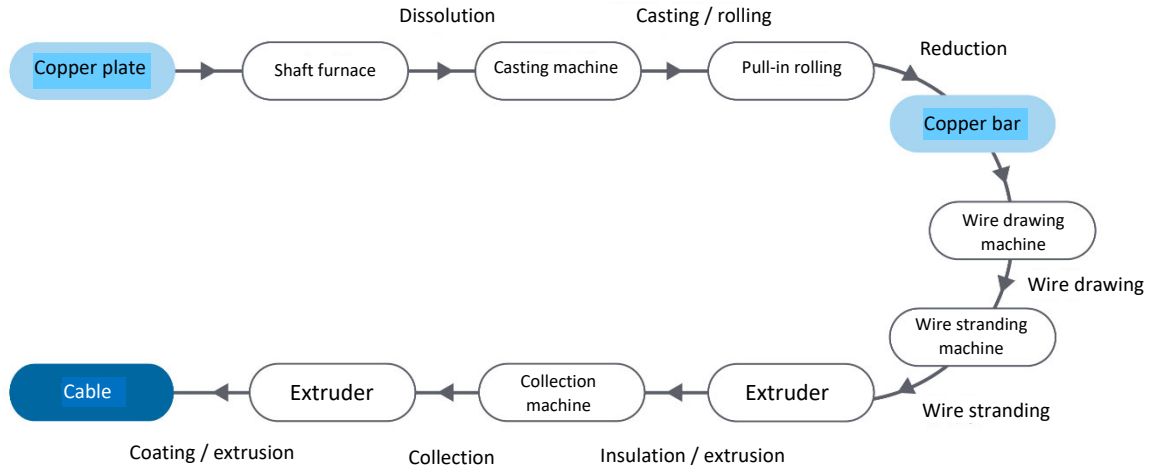 Dissolution
Casting / rolling
Copper plate
Shaft furnace
Casting machine
Pull-in rolling
Reduction
Copper bar
Wire drawing
machine
Wire drawing
Wire stranding
machine
Wire stranding
Extruder
Insulation / extrusion
Collection
machine
Collection
Extruder
Coating / extrusion
Cable